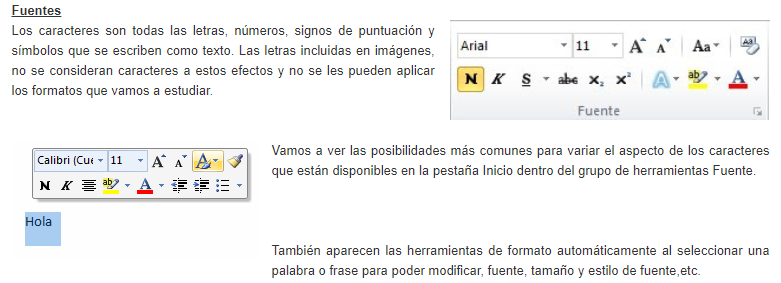 Fuentes
Los caracteres son todas las letras, números, signos de puntuación y
símbolos que se escriben como texto. Las letras incluidas en imágenes,
no se consideran caracteres a estos efectos y no se les pueden aplicar
los formatos que vamos a estudiar.
Arial 11 A A Aa Aa
N K S abc x₂ x² A ab A
Fuente
Calibri (Cue 11 A A A
N K ab A
Hola
Vamos a ver las posibilidades más comunes para variar el aspecto de los caracteres
que están disponibles en la pestaña Inicio dentro del grupo de herramientas Fuente.
También aparecen las herramientas de formato automáticamente al seleccionar una
palabra o frase para poder modificar, fuente, tamaño y estilo de fuente,etc.